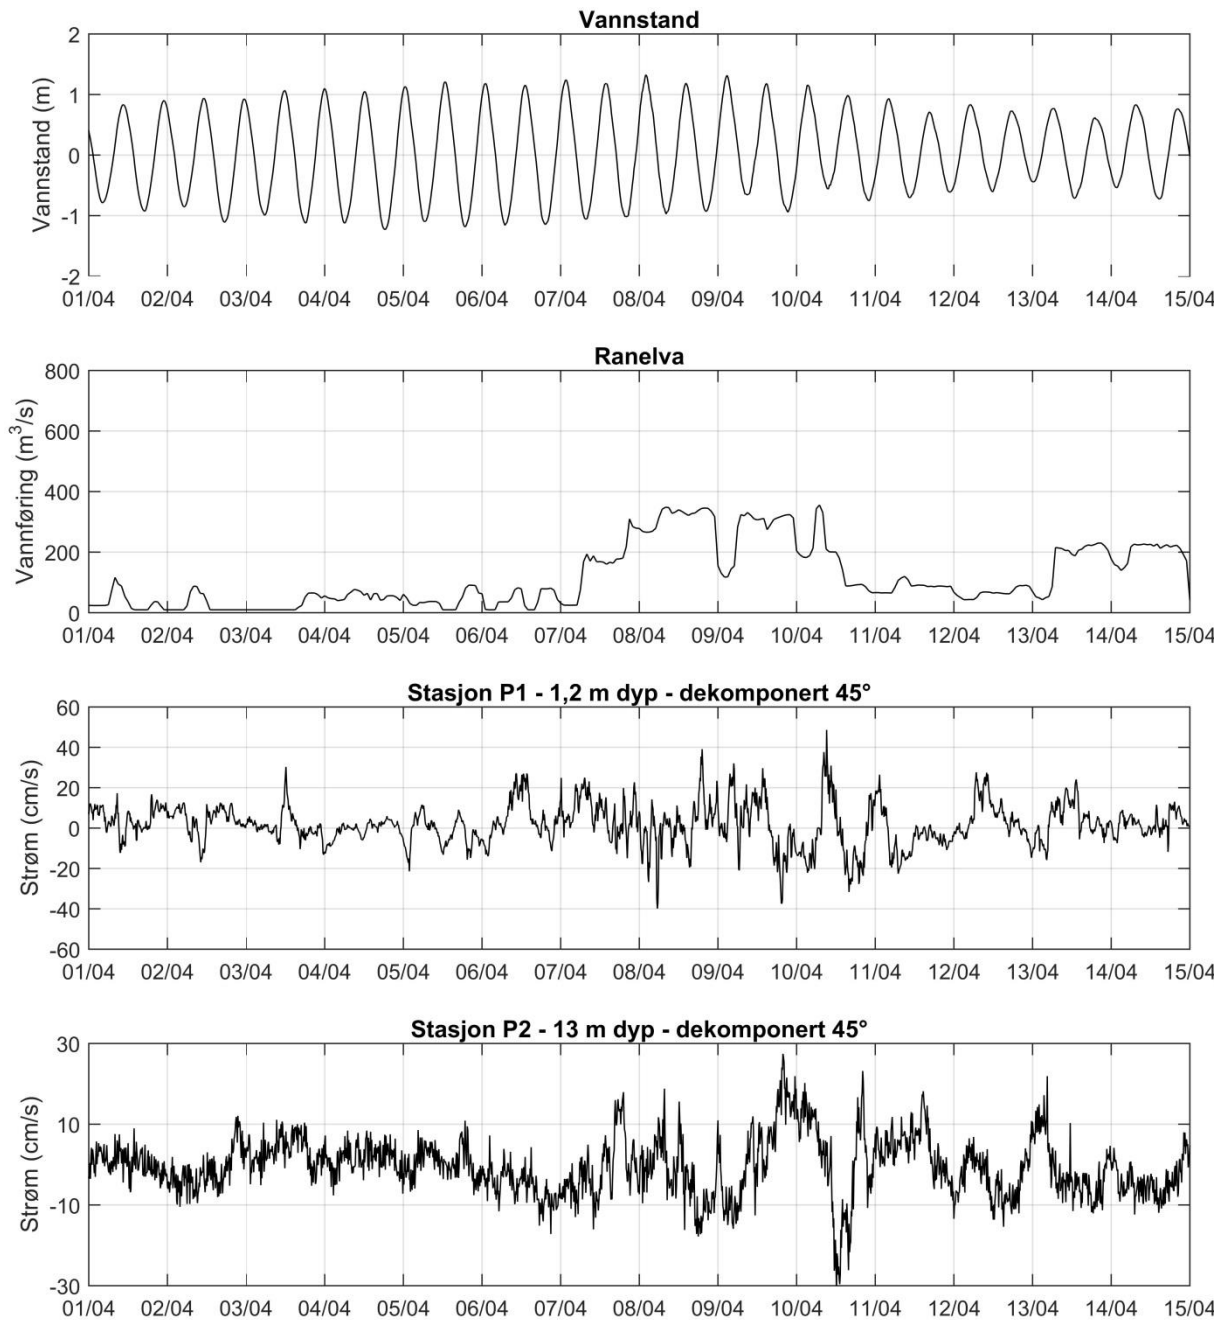 Vannstand
Vannstand (m)
2
1
0
-1
-2
01/04 02/04 03/04 04/04 05/04 06/04 07/04 08/04 09/04 10/04 11/04 12/04 13/04 14/04 15/04
Ranelva
Vannføring (m³/s)
800
600
400
200
0
01/04 02/04 03/04 04/04 05/04 06/04 07/04 08/04 09/04 10/04 11/04 12/04 13/04 14/04 15/04
Stasjon P1 - 1,2 m dyp - dekomponert 45°
Strøm (cm/s)
60
40
20
0
-20
-40
-60
01/04 02/04 03/04 04/04 05/04 06/04 07/04 08/04 09/04 10/04 11/04 12/04 13/04 14/04 15/04
Stasjon P2 - 13 m dyp - dekomponert 45°
Strøm (cm/s)
30
10
-10
-30
01/04 02/04 03/04 04/04 05/04 06/04 07/04 08/04 09/04 10/04 11/04 12/04 13/04 14/04 15/04